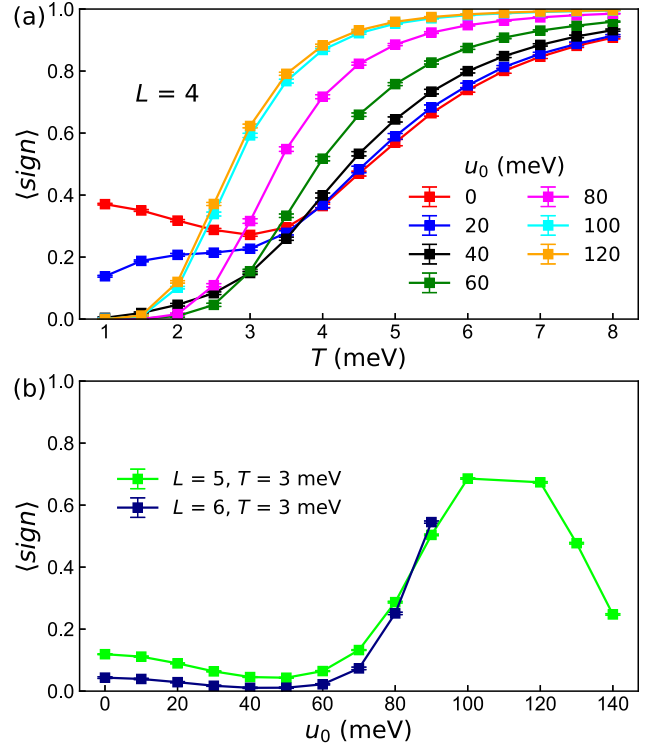 (a)
1.0
0.8
0.6
0.4
0.2
0.0
⟨sign⟩
L = 4
u₀ (meV)
0 80
20 100
40 120
60
1 2 3 4 5 6 7 8
T (meV)
(b)
1.0
0.8
0.6
0.4
0.2
0.0
⟨sign⟩
L = 5, T = 3 meV
L = 6, T = 3 meV
0 20 40 60 80 100 120 140
u₀ (meV)